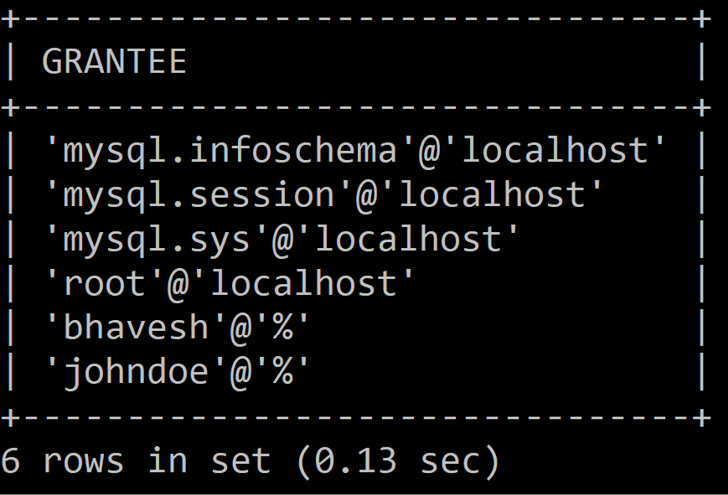 +--------------------------------+
| GRANTEE                        |
+--------------------------------+
| 'mysql.infoschema'@'localhost' |
| 'mysql.session'@'localhost'    |
| 'mysql.sys'@'localhost'        |
| 'root'@'localhost'             |
| 'bhavesh'@'%'                  |
| 'johndoe'@'%'                  |
+--------------------------------+
6 rows in set (0.13 sec)